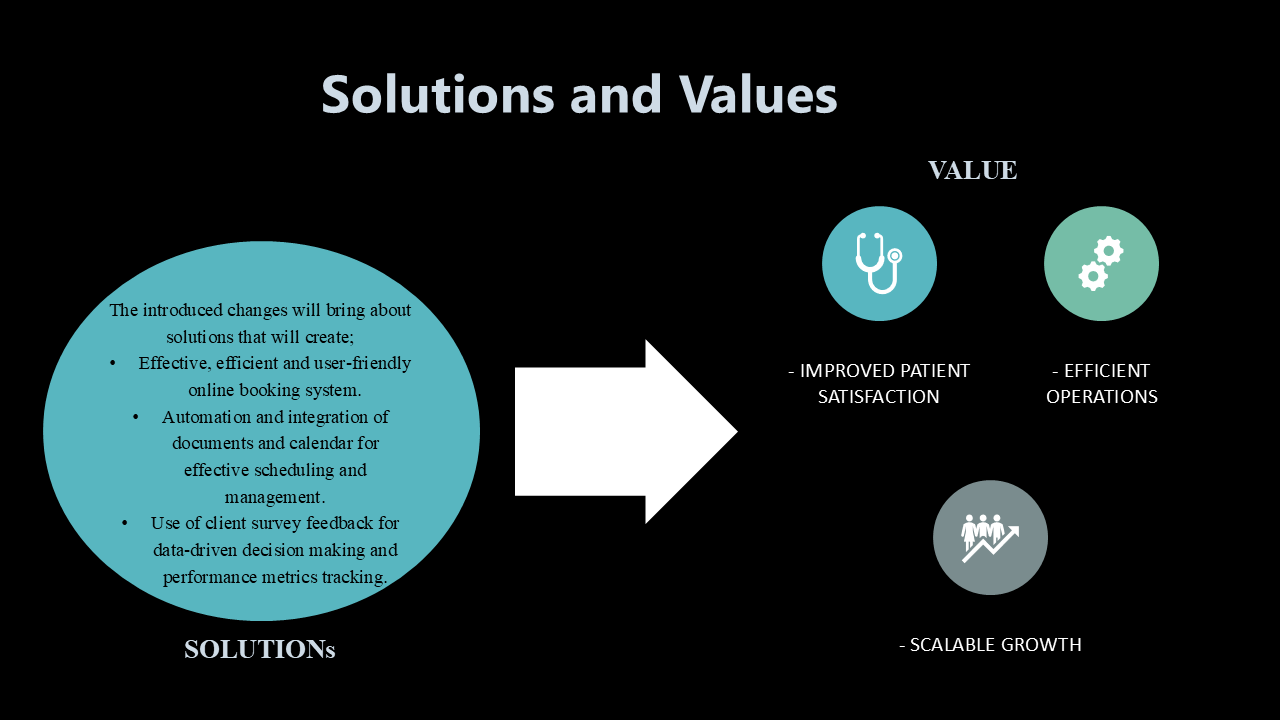 Solutions and Values
The introduced changes will bring about
solutions that will create;
• Effective, efficient and user-friendly
online booking system.
• Automation and integration of
documents and calendar for
effective scheduling and
management.
• Use of client survey feedback for
data-driven decision making and
performance metrics tracking.
SOLUTIONs
VALUE
- IMPROVED PATIENT
SATISFACTION
- EFFICIENT
OPERATIONS
- SCALABLE GROWTH